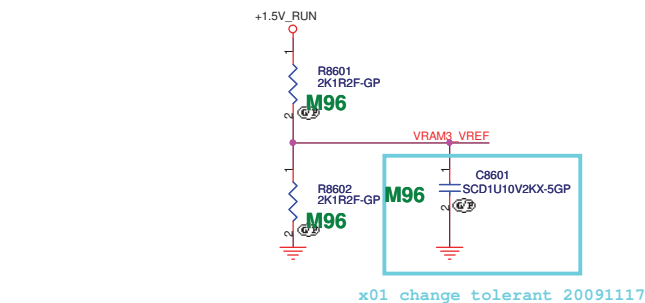 +1.5V_RUN
1
R8601
2K1R2F-GP
M96
2
G/P
VRAM3_VREF
1
R8602
2K1R2F-GP
M96
2
G/P
1
C8601
SCD1U10V2KX-5GP
M96
2
G/P
x01 change tolerant 20091117